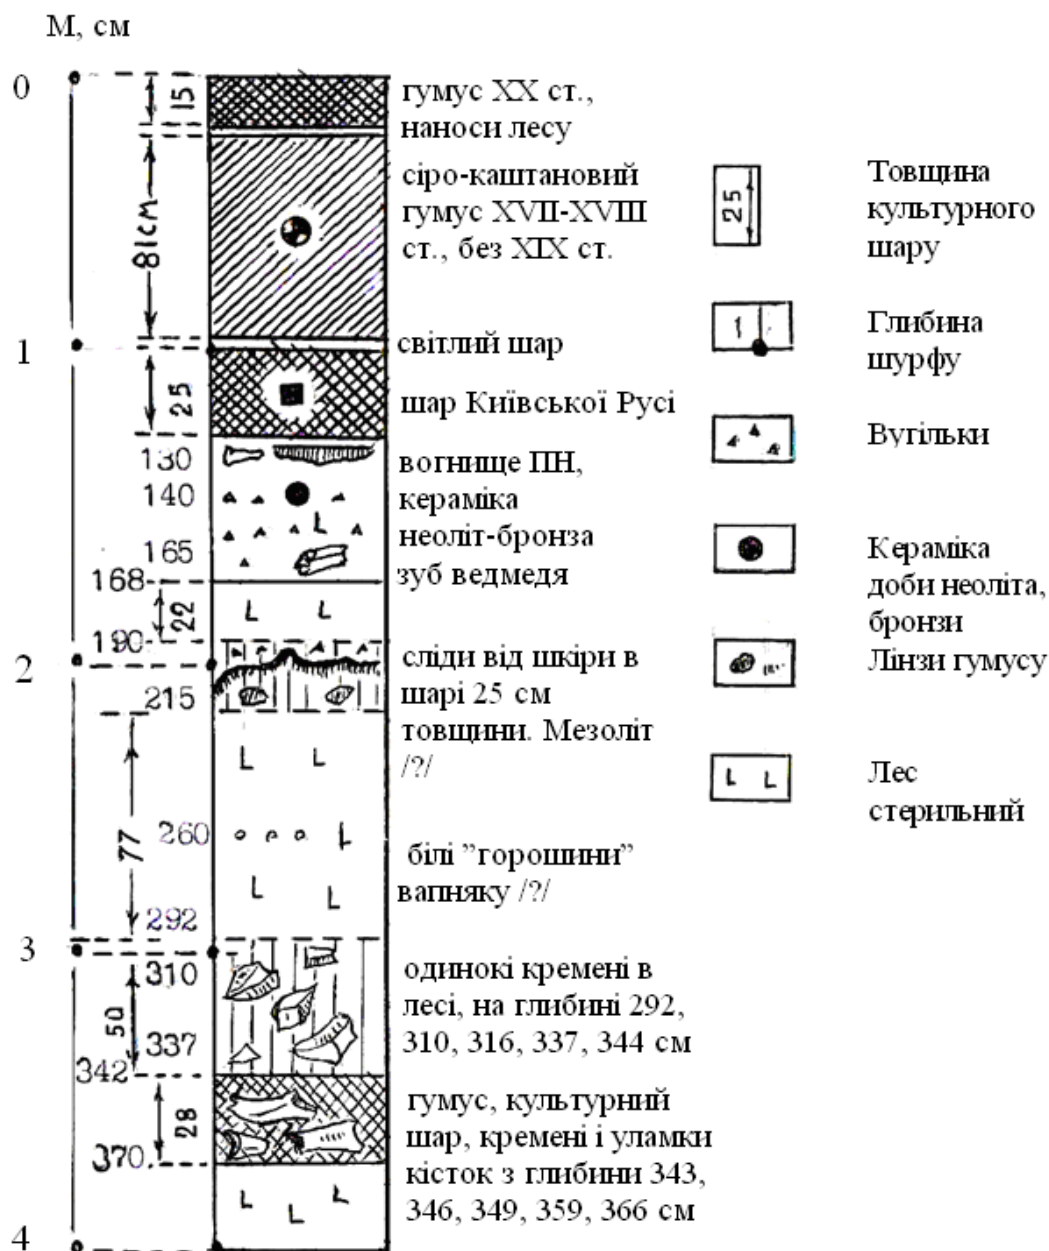 М, см
0
15
гумус ХХ ст.,
наноси лесу
81см
сіро-каштановий
гумус XVII-XVIII
ст., без XIX ст.
1
світлий шар
25
шар Київської Русі
130
140
165
168
вогнище ПН,
кераміка
неоліт-бронза
зуб ведмедя
22
190
2
215
сліди від шкіри в
шарі 25 см
товщини. Мезоліт
/?/
77
260
292
білі ”горошини”
вапняку /?/
3
310
50
337
342
одинокі кремені в
лесі, на глибині 292,
310, 316, 337, 344 см
28
370
гумус, культурний
шар, кремені і уламки
кісток з глибини 343,
346, 349, 359, 366 см
4
25
Товщина
культурного
шару
1
Глибина
шурфу
Вугільки
Кераміка
доби неоліта,
бронзи
Лінзи гумусу
L L
Лес
стерильний